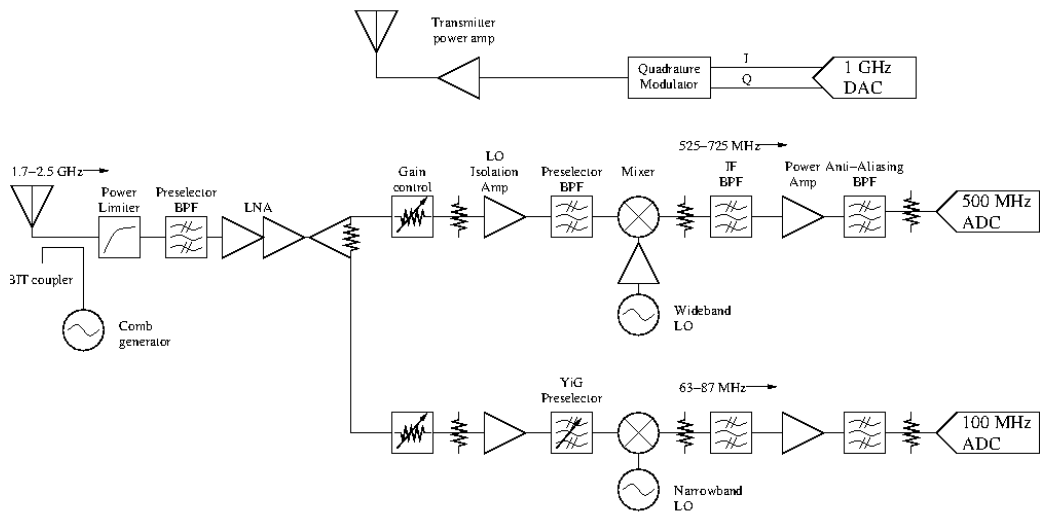 Transmitter
power amp
Quadrature
Modulator
I
Q
1 GHz
DAC
1.7–2.5 GHz
Power
Limiter
Preselector
BPF
LNA
Gain
control
LO
Isolation
Amp
Preselector
BPF
Mixer
525–725 MHz
IF
BPF
Power
Amp
Anti–Aliasing
BPF
500 MHz
ADC
BIT coupler
Comb
generator
Wideband
LO
YiG
Preselector
63–87 MHz
100 MHz
ADC
Narrowband
LO